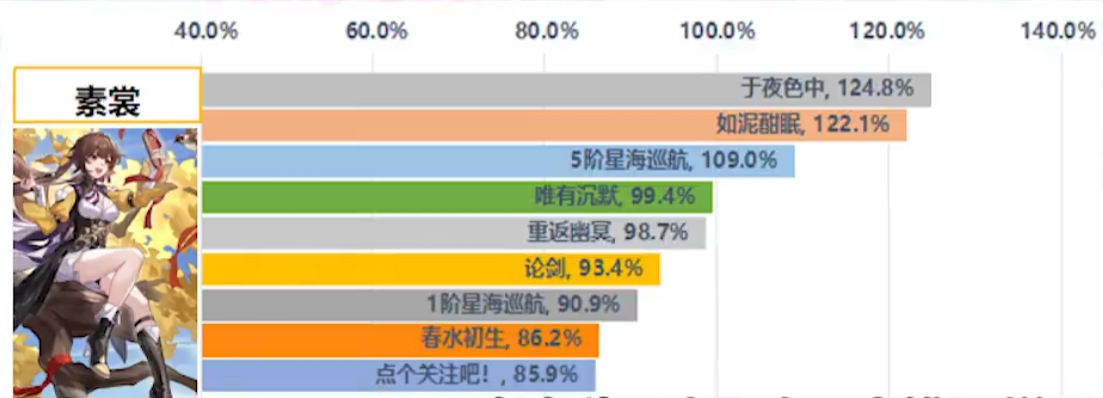 40.0% 60.0% 80.0% 100.0% 120.0% 140.0%
素裳
于夜色中, 124.8%
如泥酣眠, 122.1%
5阶星海巡航, 109.0%
唯有沉默, 99.4%
重返幽冥, 98.7%
论剑, 93.4%
1阶星海巡航, 90.9%
春水初生, 86.2%
点个关注吧！, 85.9%